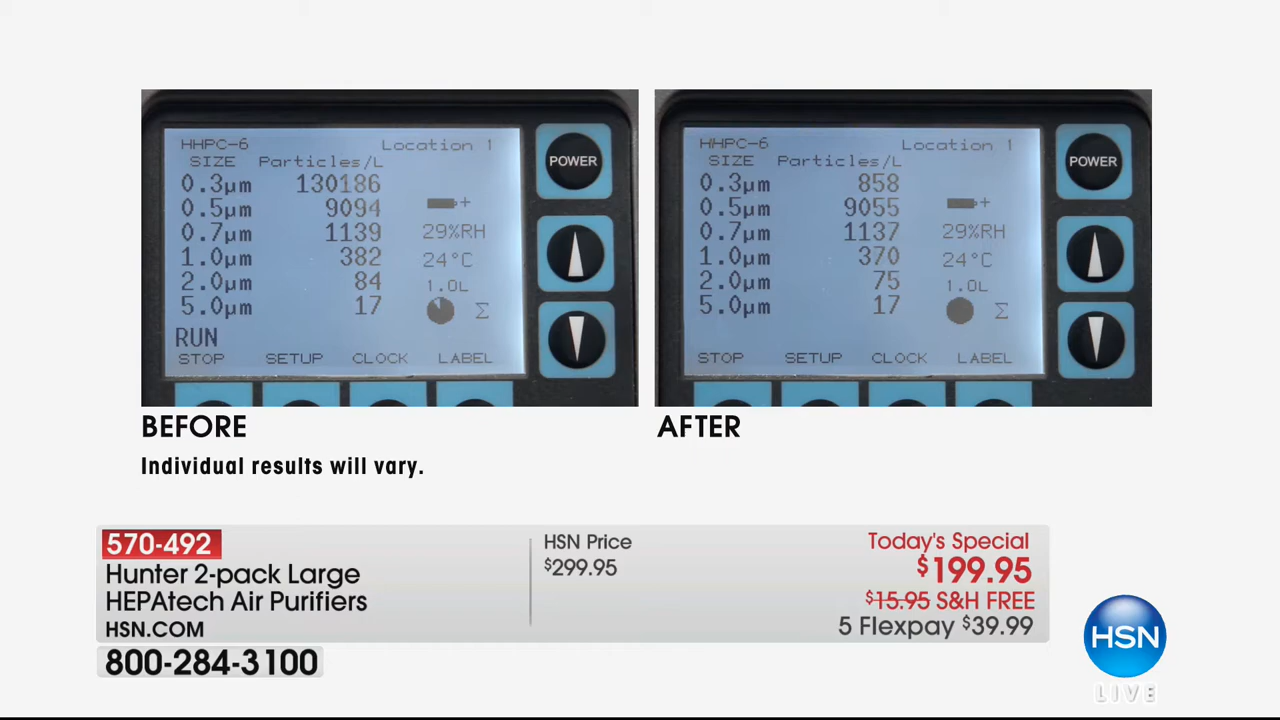 HHPC-6 Location 1
SIZE Particles/L
0.3µm 130186
0.5µm 9094
0.7µm 1139
1.0µm 382
2.0µm 84
5.0µm 17
+
29%RH
24°C
1.0L
Σ
RUN
STOP SETUP CLOCK LABEL
POWER
HHPC-6 Location 1
SIZE Particles/L
0.3µm 858
0.5µm 9055
0.7µm 1137
1.0µm 370
2.0µm 75
5.0µm 17
+
29%RH
24°C
1.0L
Σ
STOP SETUP CLOCK LABEL
POWER
BEFORE
AFTER
Individual results will vary.
570-492
Hunter 2-pack Large
HEPAtech Air Purifiers
HSN.COM
800-284-3100
HSN Price
$299.95
Today's Special
$199.95
$15.95 S&H FREE
5 Flexpay $39.99
HSN
LIVE